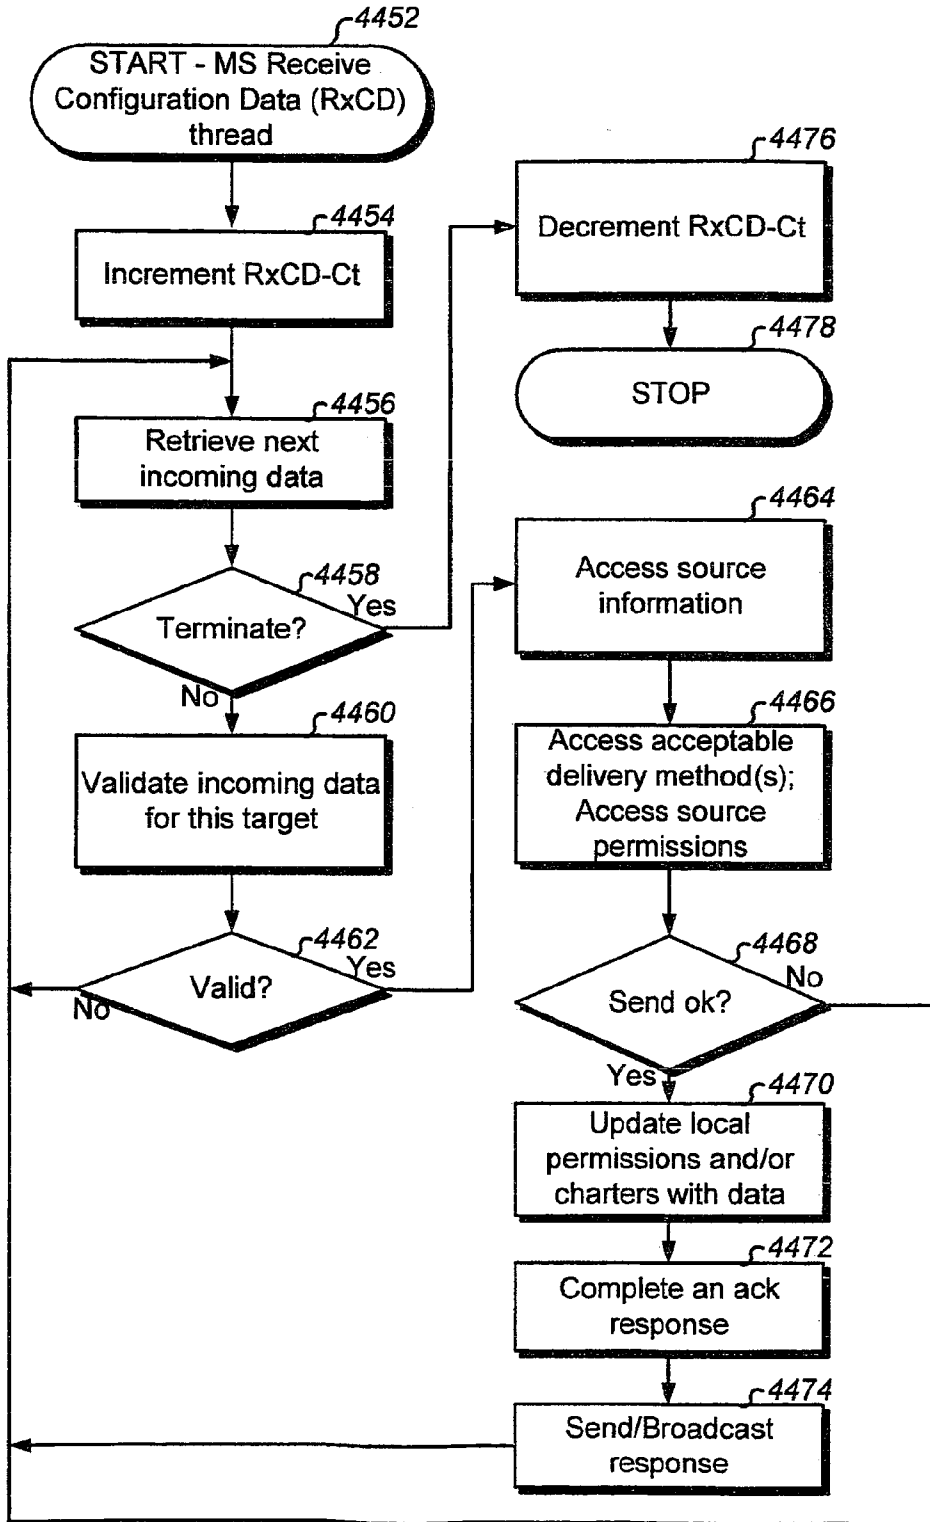 4452
START - MS Receive
Configuration Data (RxCD)
thread
4454
Increment RxCD-Ct
4456
Retrieve next
incoming data
4458
Terminate?
Yes
No
4460
Validate incoming data
for this target
4462
Valid?
Yes
No
4476
Decrement RxCD-Ct
4478
STOP
4464
Access source
information
4466
Access acceptable
delivery method(s);
Access source
permissions
4468
Send ok?
No
Yes
4470
Update local
permissions and/or
charters with data
4472
Complete an ack
response
4474
Send/Broadcast
response